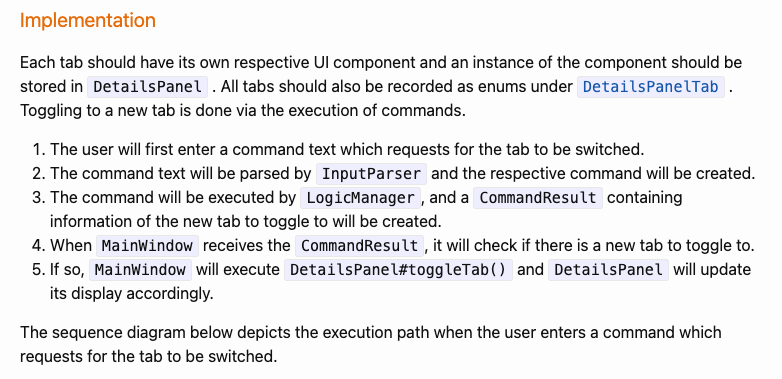 Implementation
Each tab should have its own respective UI component and an instance of the component should be
stored in DetailsPanel . All tabs should also be recorded as enums under DetailsPanelTab .
Toggling to a new tab is done via the execution of commands.
1. The user will first enter a command text which requests for the tab to be switched.
2. The command text will be parsed by InputParser and the respective command will be created.
3. The command will be executed by LogicManager , and a CommandResult containing
information of the new tab to toggle to will be created.
4. When MainWindow receives the CommandResult , it will check if there is a new tab to toggle to.
5. If so, MainWindow will execute DetailsPanel#toggleTab() and DetailsPanel will update
its display accordingly.
The sequence diagram below depicts the execution path when the user enters a command which
requests for the tab to be switched.